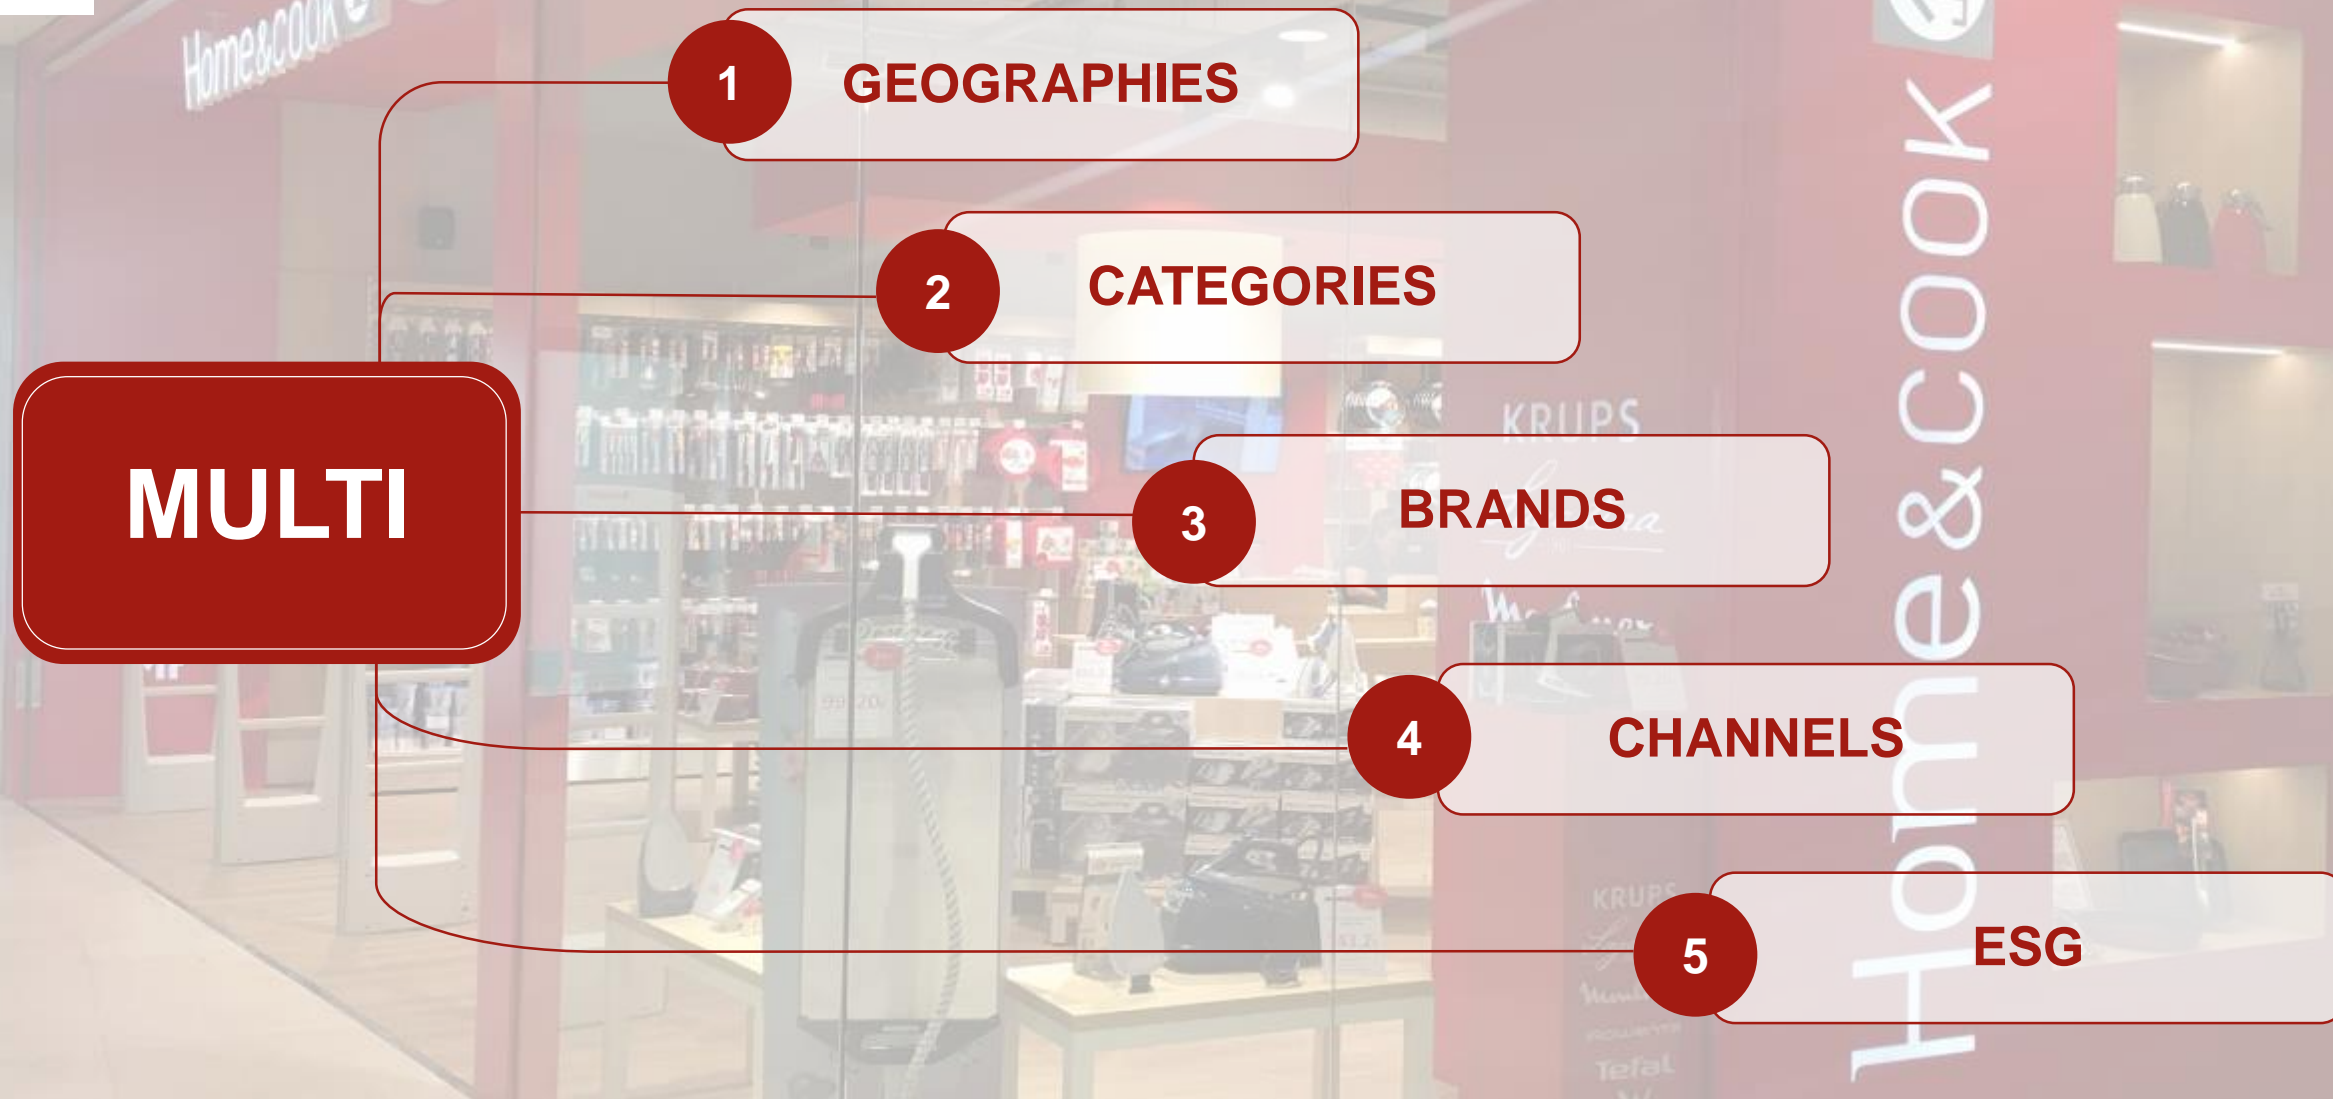 Home&cook
1
GEOGRAPHIES
2
CATEGORIES
MULTI
KRUPS
3
BRANDS
4
CHANNELS
5
ESG
Home&cook
KRUPS
Tefal